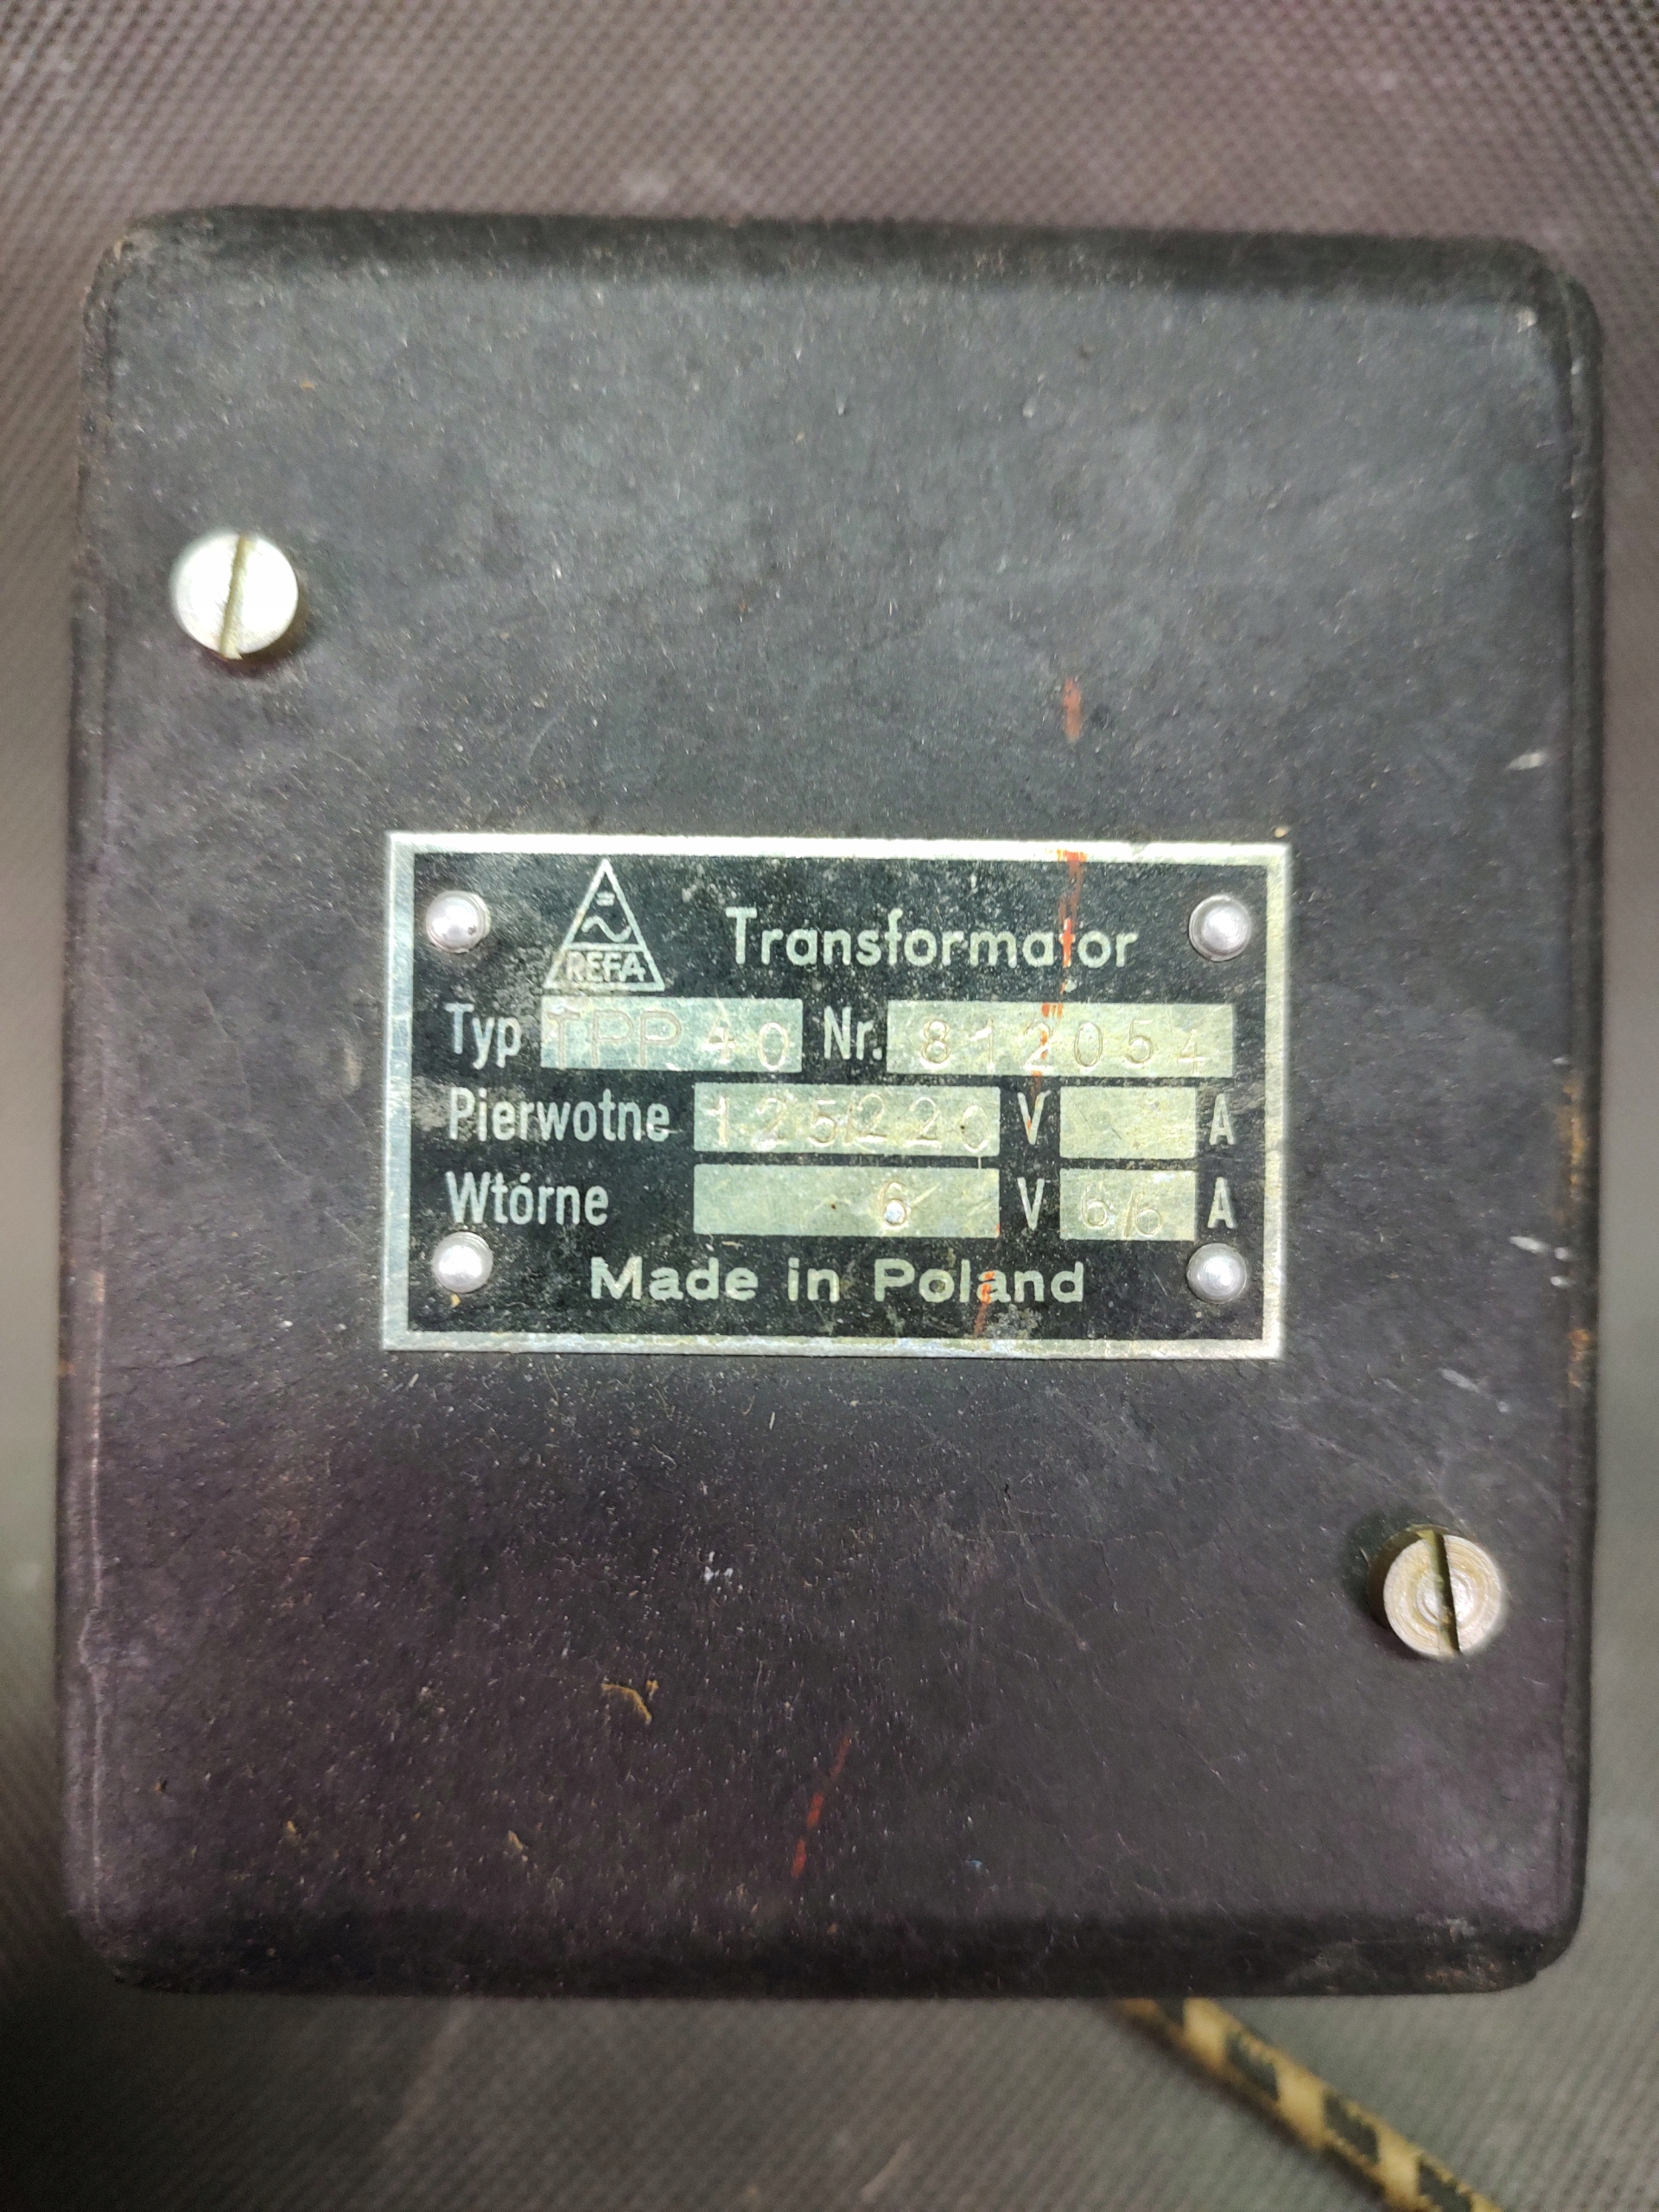 REFA
Transformator
Typ TPP 40 Nr. 812054
Pierwotne 125/220 V A
Wtórne 6 V 6,6 A
Made in Poland